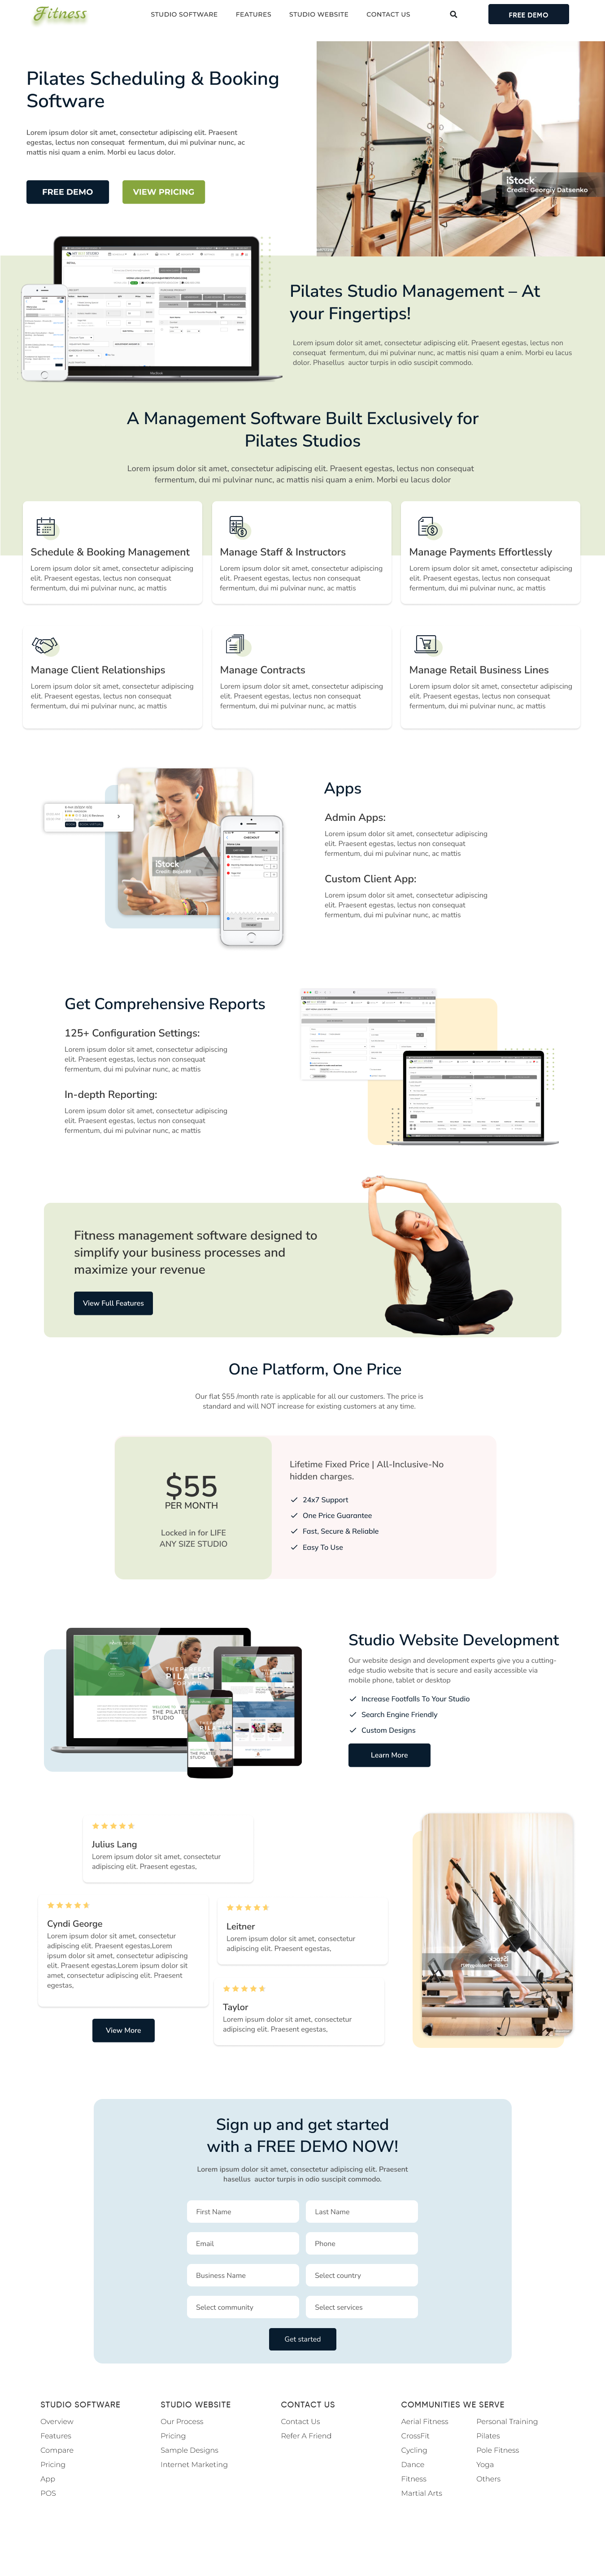 Fitness
STUDIO SOFTWARE
FEATURES
STUDIO WEBSITE
CONTACT US
FREE DEMO
Pilates Scheduling & Booking
Software
Lorem ipsum dolor sit amet, consectetur adipiscing elit. Praesent
egestas, lectus non consequat fermentum, dui mi pulvinar nunc, ac
mattis nisi quam a enim. Morbi eu lacus dolor.
FREE DEMO
VIEW PRICING
iStock
Credit: Georgiy Datsenko
Pilates Studio Management – At
your Fingertips!
Lorem ipsum dolor sit amet, consectetur adipiscing elit. Praesent egestas, lectus non
consequat fermentum, dui mi pulvinar nunc, ac mattis nisi quam a enim. Morbi eu lacus
dolor. Phasellus auctor turpis in odio suscipit commodo.
A Management Software Built Exclusively for
Pilates Studios
Lorem ipsum dolor sit amet, consectetur adipiscing elit. Praesent egestas, lectus non consequat
fermentum, dui mi pulvinar nunc, ac mattis nisi quam a enim. Morbi eu lacus dolor
Schedule & Booking Management
Lorem ipsum dolor sit amet, consectetur adipiscing
elit. Praesent egestas, lectus non consequat
fermentum, dui mi pulvinar nunc, ac mattis
Manage Staff & Instructors
Lorem ipsum dolor sit amet, consectetur adipiscing
elit. Praesent egestas, lectus non consequat
fermentum, dui mi pulvinar nunc, ac mattis
Manage Payments Effortlessly
Lorem ipsum dolor sit amet, consectetur adipiscing
elit. Praesent egestas, lectus non consequat
fermentum, dui mi pulvinar nunc, ac mattis
Manage Client Relationships
Lorem ipsum dolor sit amet, consectetur adipiscing
elit. Praesent egestas, lectus non consequat
fermentum, dui mi pulvinar nunc, ac mattis
Manage Contracts
Lorem ipsum dolor sit amet, consectetur adipiscing
elit. Praesent egestas, lectus non consequat
fermentum, dui mi pulvinar nunc, ac mattis
Manage Retail Business Lines
Lorem ipsum dolor sit amet, consectetur adipiscing
elit. Praesent egestas, lectus non consequat
fermentum, dui mi pulvinar nunc, ac mattis
iStock
CHECKOUT
Apps
Admin Apps:
Lorem ipsum dolor sit amet, consectetur adipiscing
elit. Praesent egestas, lectus non consequat
fermentum, dui mi pulvinar nunc, ac mattis
Custom Client App:
Lorem ipsum dolor sit amet, consectetur adipiscing
elit. Praesent egestas, lectus non consequat
fermentum, dui mi pulvinar nunc, ac mattis
Get Comprehensive Reports
125+ Configuration Settings:
Lorem ipsum dolor sit amet, consectetur adipiscing
elit. Praesent egestas, lectus non consequat
fermentum, dui mi pulvinar nunc, ac mattis
In-depth Reporting:
Lorem ipsum dolor sit amet, consectetur adipiscing
elit. Praesent egestas, lectus non consequat
fermentum, dui mi pulvinar nunc, ac mattis
Fitness management software designed to
simplify your business processes and
maximize your revenue
View Full Features
One Platform, One Price
Our flat $55 /month rate is applicable for all our customers. The price is
standard and will NOT increase for existing customers at any time.
$55
PER MONTH
Locked in for LIFE
ANY SIZE STUDIO
Lifetime Fixed Price | All-Inclusive-No
hidden charges.
24x7 Support
One Price Guarantee
Fast, Secure & Reliable
Easy To Use
THE PILATES
STUDIO
Studio Website Development
Our website design and development experts give you a cutting-
edge studio website that is secure and easily accessible via
mobile phone, tablet or desktop
Increase Footfalls To Your Studio
Search Engine Friendly
Custom Designs
Learn More
Julius Lang
Lorem ipsum dolor sit amet, consectetur
adipiscing elit. Praesent egestas,
Cyndi George
Lorem ipsum dolor sit amet, consectetur
adipiscing elit. Praesent egestas,Lorem
ipsum dolor sit amet, consectetur adipiscing
elit. Praesent egestas,Lorem ipsum dolor sit
amet, consectetur adipiscing elit. Praesent
egestas,
Leitner
Lorem ipsum dolor sit amet, consectetur
adipiscing elit. Praesent egestas,
Taylor
Lorem ipsum dolor sit amet, consectetur
adipiscing elit. Praesent egestas,
View More
iStock
Sign up and get started
with a FREE DEMO NOW!
Lorem ipsum dolor sit amet, consectetur adipiscing elit. Praesent
hasellus auctor turpis in odio suscipit commodo.
First Name
Last Name
Email
Phone
Business Name
Select country
Select community
Select services
Get started
STUDIO SOFTWARE
Overview
Features
Compare
Pricing
App
POS
STUDIO WEBSITE
Our Process
Pricing
Sample Designs
Internet Marketing
CONTACT US
Contact Us
Refer A Friend
COMMUNITIES WE SERVE
Aerial Fitness
CrossFit
Cycling
Dance
Fitness
Martial Arts
Personal Training
Pilates
Pole Fitness
Yoga
Others